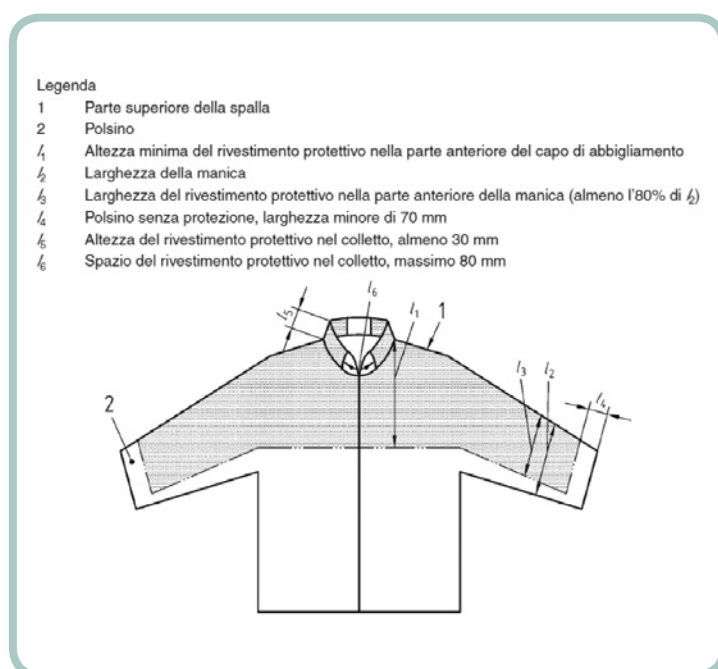 Legenda
1 Parte superiore della spalla
2 Polsino
l1 Altezza minima del rivestimento protettivo nella parte anteriore del capo di abbigliamento
l2 Larghezza della manica
l3 Larghezza del rivestimento protettivo nella parte anteriore della manica (almeno l'80% di l2)
l4 Polsino senza protezione, larghezza minore di 70 mm
l5 Altezza del rivestimento protettivo nel colletto, almeno 30 mm
l6 Spazio del rivestimento protettivo nel colletto, massimo 80 mm
l5
l6
l1
1
l3
l2
l4
2